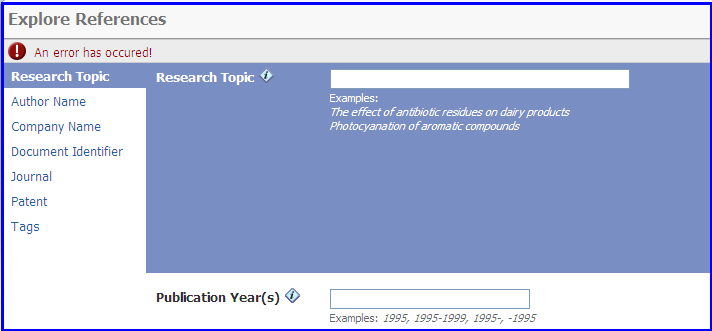 Explore References
An error has occured!
Research Topic
Author Name
Company Name
Document Identifier
Journal
Patent
Tags
Research Topic
Examples:
The effect of antibiotic residues on dairy products
Photocyanation of aromatic compounds
Publication Year(s)
Examples: 1995, 1995-1999, 1995-, -1995